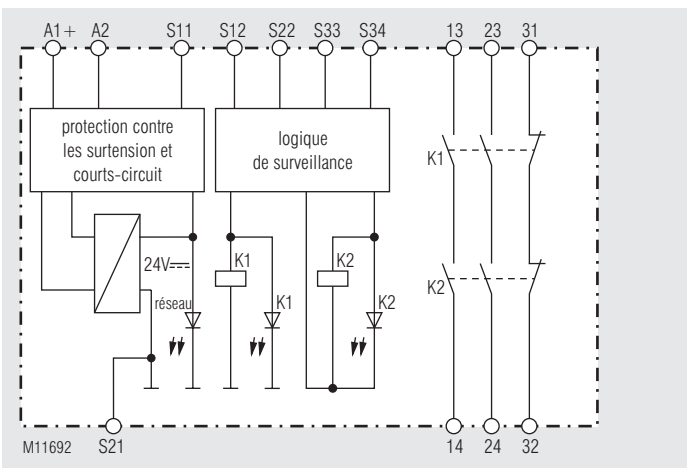 A1+ A2 S11 S12 S22 S33 S34 13 23 31
protection contre
les surtension et
courts-circuit
logique
de surveillance
K1
24V
K1
K2
K2
réseau
K1
K2
M11692 S21 14 24 32